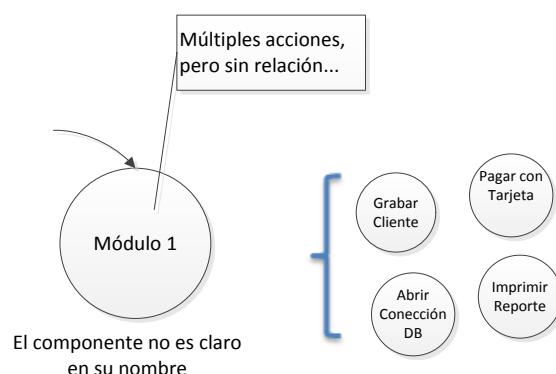 Múltiples acciones,
pero sin relación...
Módulo 1
El componente no es claro
en su nombre
Grabar
Cliente
Pagar con
Tarjeta
Abrir
Conección
DB
Imprimir
Reporte